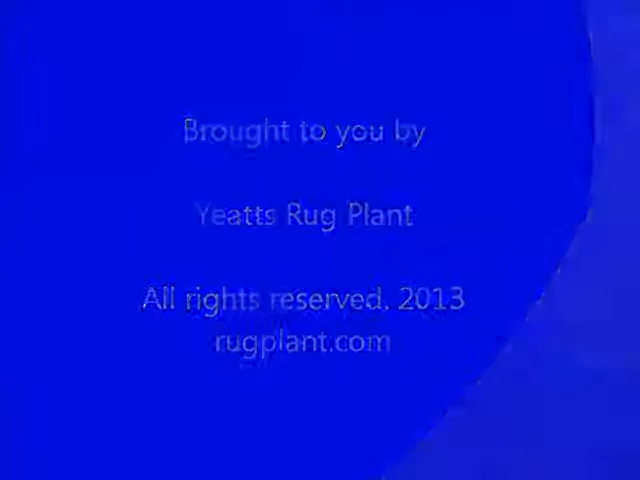 Brought to you by
Yeatts Rug Plant
All rights reserved. 2013
rugplant.com